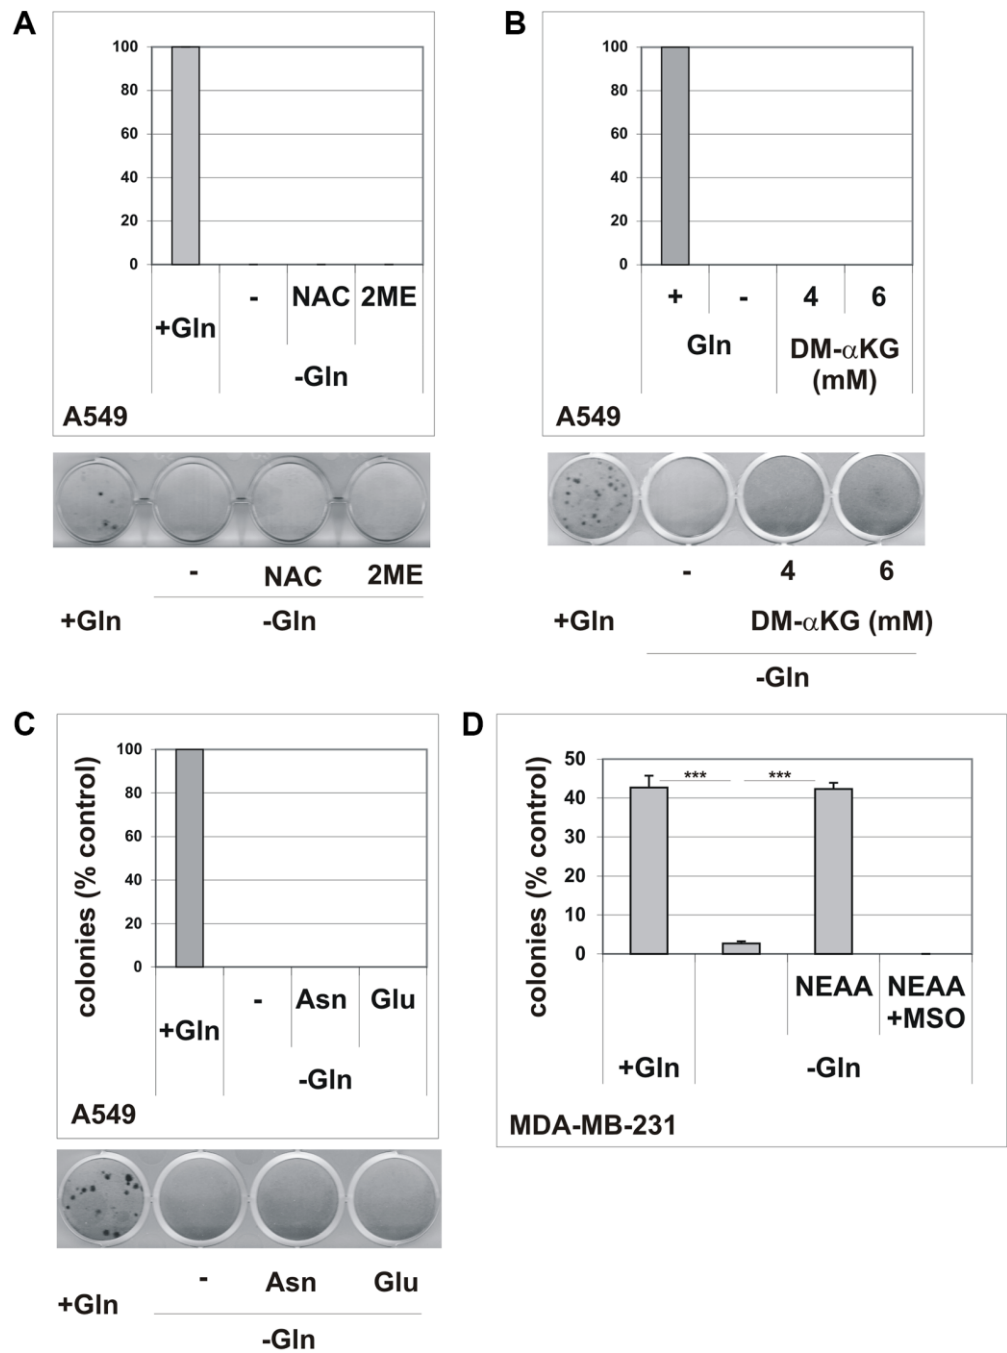 A
100
80
60
40
20
0
- NAC 2ME
+Gln
-Gln
A549
- NAC 2ME
+Gln -Gln
B
100
80
60
40
20
0
+ - 4 6
Gln DM-αKG
(mM)
A549
- 4 6
+Gln DM-αKG (mM)
-Gln
C
colonies (% control)
100
80
60
40
20
0
- Asn Glu
+Gln
-Gln
A549
- Asn Glu
+Gln
-Gln
D
colonies (% control)
50
40
30
20
10
0
*** ***
NEAA NEAA
+MSO
+Gln -Gln
MDA-MB-231